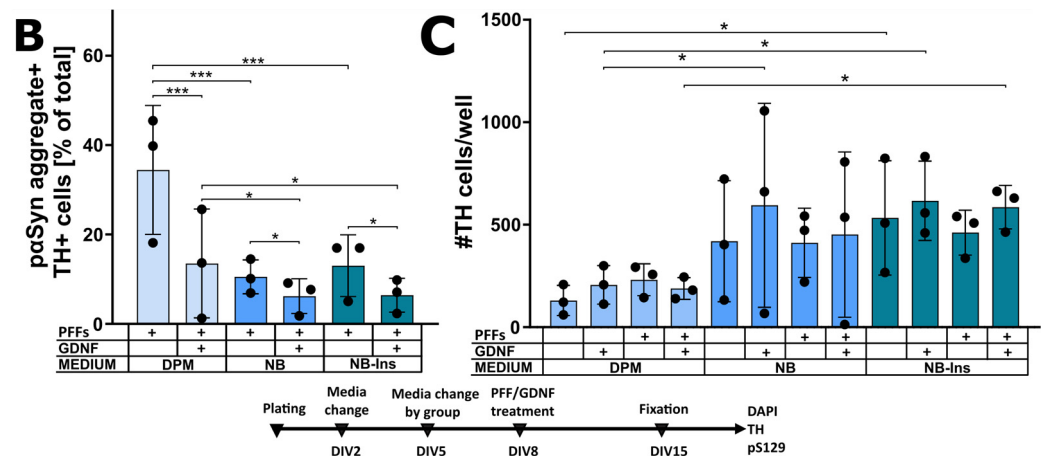 B
pαSyn aggregate+
TH+ cells [% of total]
60
40
20
0
***
***
***
*
*
*
*
PFFs + + + + + +
GDNF + + +
MEDIUM DPM NB NB-Ins
C
#TH cells/well
1500
1000
500
0
*
*
*
*
PFFs + + + + + +
GDNF + + + + + +
MEDIUM DPM NB NB-Ins
Plating
Media
change
Media change
by group
PFF/GDNF
treatment
Fixation
DIV2
DIV5
DIV8
DIV15
DAPI
TH
pS129